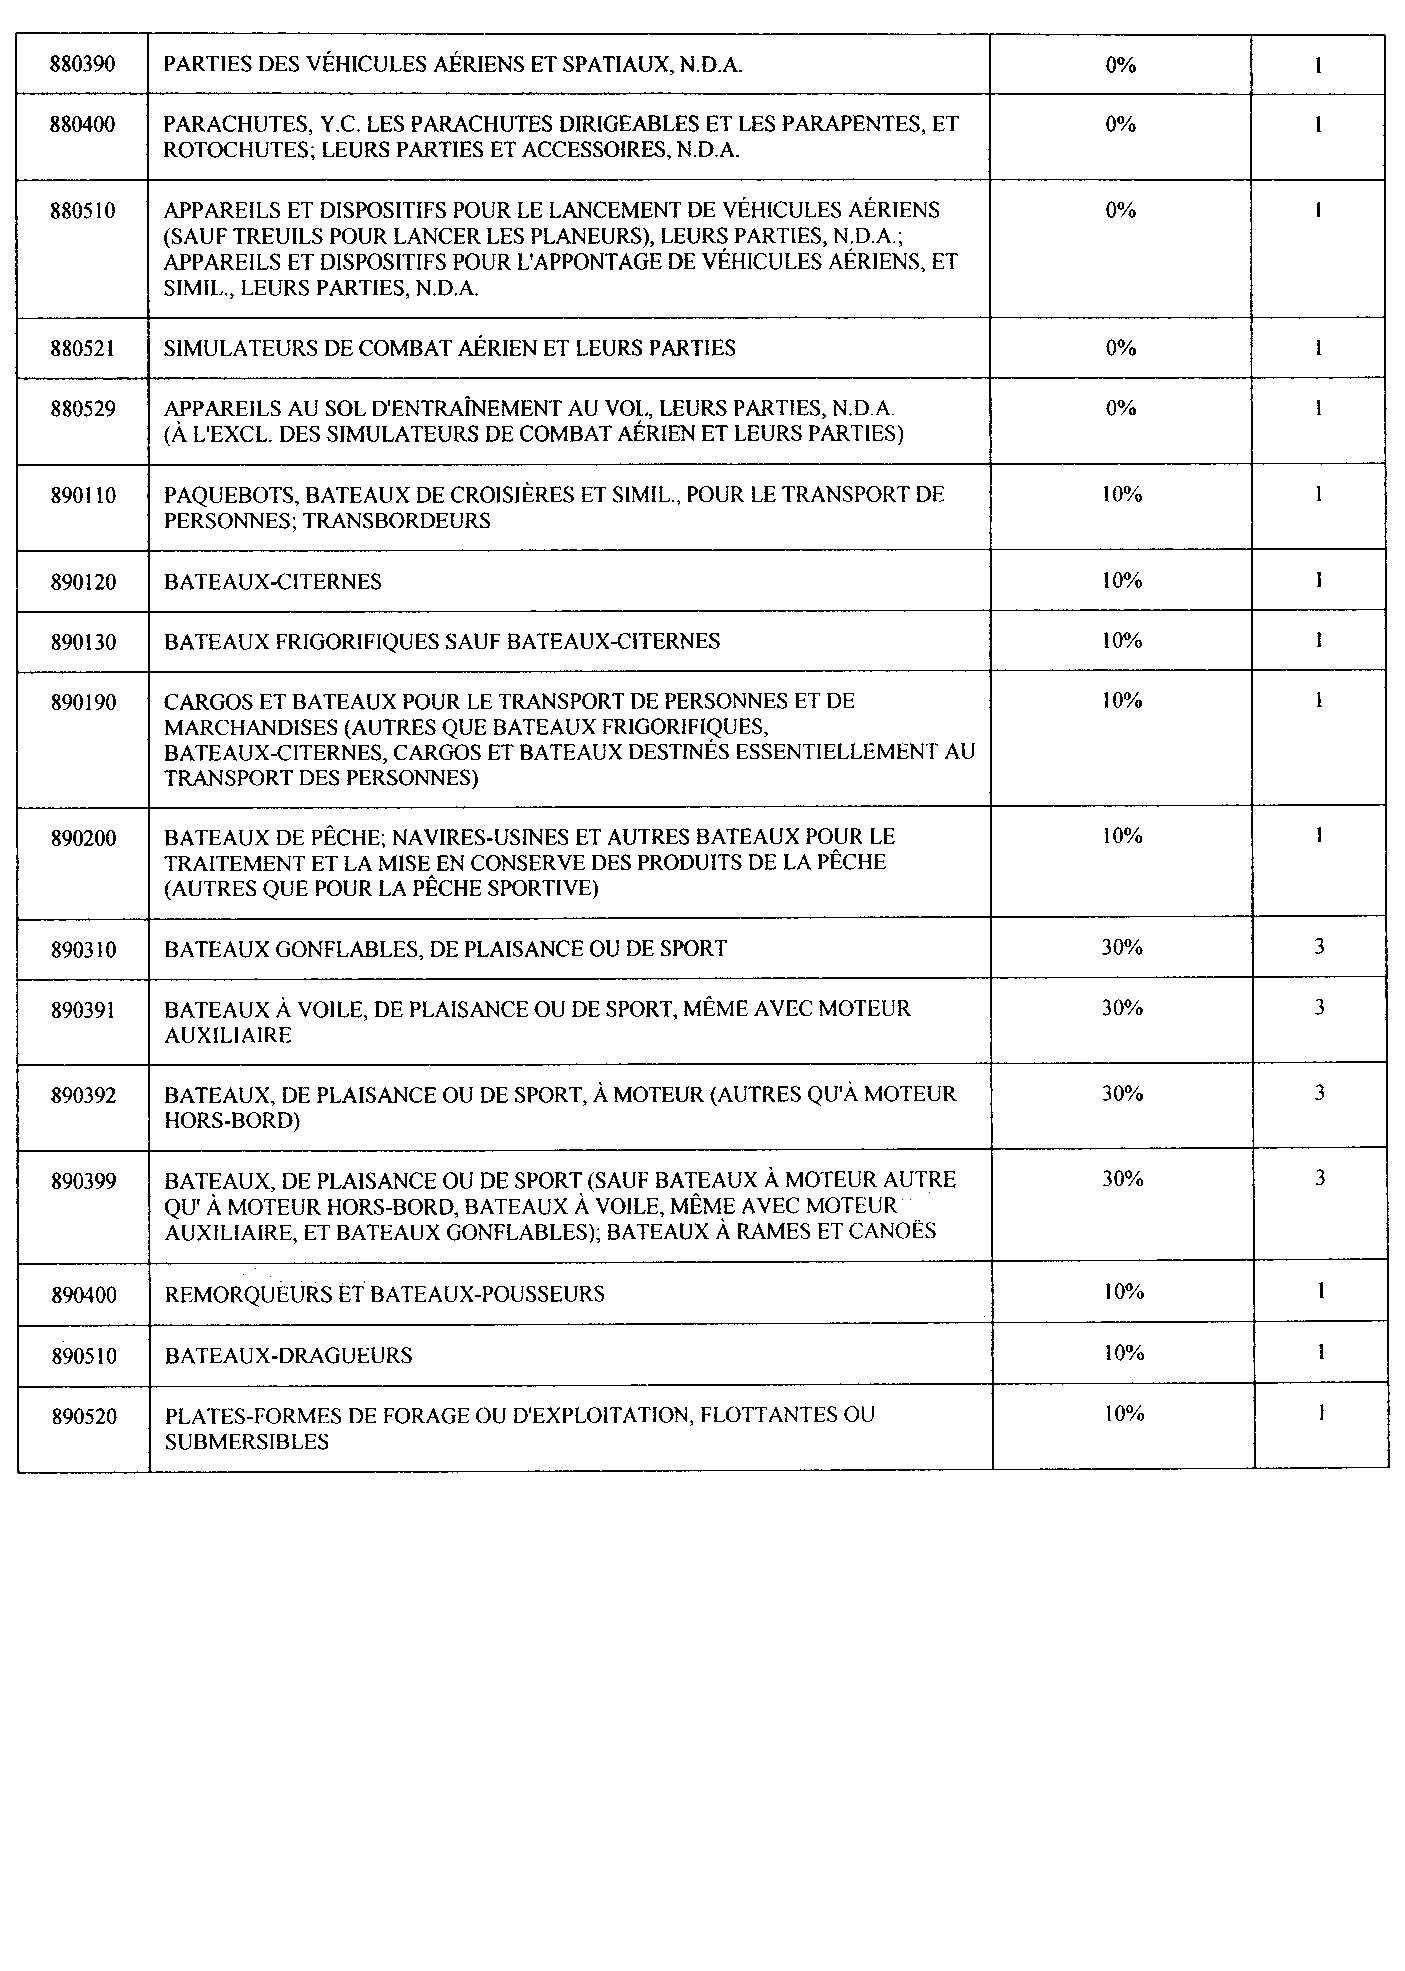 880390 PARTIES DES VÉHICULES AÉRIENS ET SPATIAUX, N.D.A. 0% 1
880400 PARACHUTES, Y.C. LES PARACHUTES DIRIGEABLES ET LES PARAPENTES, ET 0% 1
ROTOCHUTES; LEURS PARTIES ET ACCESSOIRES, N.D.A.
880510 APPAREILS ET DISPOSITIFS POUR LE LANCEMENT DE VÉHICULES AÉRIENS 0% 1
(SAUF TREUILS POUR LANCER LES PLANEURS), LEURS PARTIES, N.D.A.;
APPAREILS ET DISPOSITIFS POUR L'APPONTAGE DE VÉHICULES AÉRIENS, ET
SIMIL., LEURS PARTIES, N.D.A.
880521 SIMULATEURS DE COMBAT AÉRIEN ET LEURS PARTIES 0% 1
880529 APPAREILS AU SOL D'ENTRAÎNEMENT AU VOL, LEURS PARTIES, N.D.A. 0% 1
(À L'EXCL. DES SIMULATEURS DE COMBAT AÉRIEN ET LEURS PARTIES)
890110 PAQUEBOTS, BATEAUX DE CROISIÈRES ET SIMIL., POUR LE TRANSPORT DE 10% 1
PERSONNES; TRANSBORDEURS
890120 BATEAUX-CITERNES 10% 1
890130 BATEAUX FRIGORIFIQUES SAUF BATEAUX-CITERNES 10% 1
890190 CARGOS ET BATEAUX POUR LE TRANSPORT DE PERSONNES ET DE 10% 1
MARCHANDISES (AUTRES QUE BATEAUX FRIGORIFIQUES,
BATEAUX-CITERNES, CARGOS ET BATEAUX DESTINÉS ESSENTIELLEMENT AU
TRANSPORT DES PERSONNES)
890200 BATEAUX DE PÊCHE; NAVIRES-USINES ET AUTRES BATEAUX POUR LE 10% 1
TRAITEMENT ET LA MISE EN CONSERVE DES PRODUITS DE LA PÊCHE
(AUTRES QUE POUR LA PÊCHE SPORTIVE)
890310 BATEAUX GONFLABLES, DE PLAISANCE OU DE SPORT 30% 3
890391 BATEAUX À VOILE, DE PLAISANCE OU DE SPORT, MÊME AVEC MOTEUR 30% 3
AUXILIAIRE
890392 BATEAUX, DE PLAISANCE OU DE SPORT, À MOTEUR (AUTRES QU'À MOTEUR 30% 3
HORS-BORD)
890399 BATEAUX, DE PLAISANCE OU DE SPORT (SAUF BATEAUX À MOTEUR AUTRE 30% 3
QU' À MOTEUR HORS-BORD, BATEAUX À VOILE, MÊME AVEC MOTEUR
AUXILIAIRE, ET BATEAUX GONFLABLES); BATEAUX À RAMES ET CANOËS
890400 REMORQUEURS ET BATEAUX-POUSSEURS 10% 1
890510 BATEAUX-DRAGUEURS 10% 1
890520 PLATES-FORMES DE FORAGE OU D'EXPLOITATION, FLOTTANTES OU 10% 1
SUBMERSIBLES